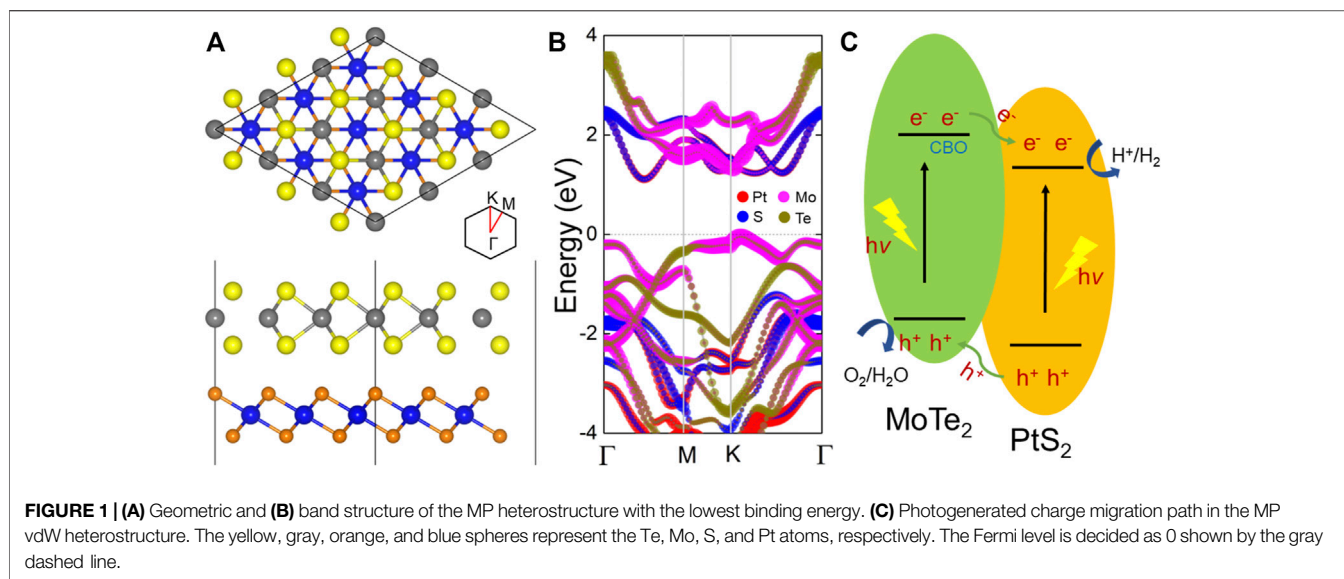 A
K
M
Γ
B
Energy (eV)
4
2
0
-2
-4
Pt
Mo
S
Te
Γ
M
K
Γ
C
e- e-
CBO
e-
e- e-
H+/H2
hν
hν
h+ h+
O2/H2O
h+
h+ h+
MoTe2
PtS2
FIGURE 1 | (A) Geometric and (B) band structure of the MP heterostructure with the lowest binding energy. (C) Photogenerated charge migration path in the MP
vdW heterostructure. The yellow, gray, orange, and blue spheres represent the Te, Mo, S, and Pt atoms, respectively. The Fermi level is decided as 0 shown by the gray
dashed line.